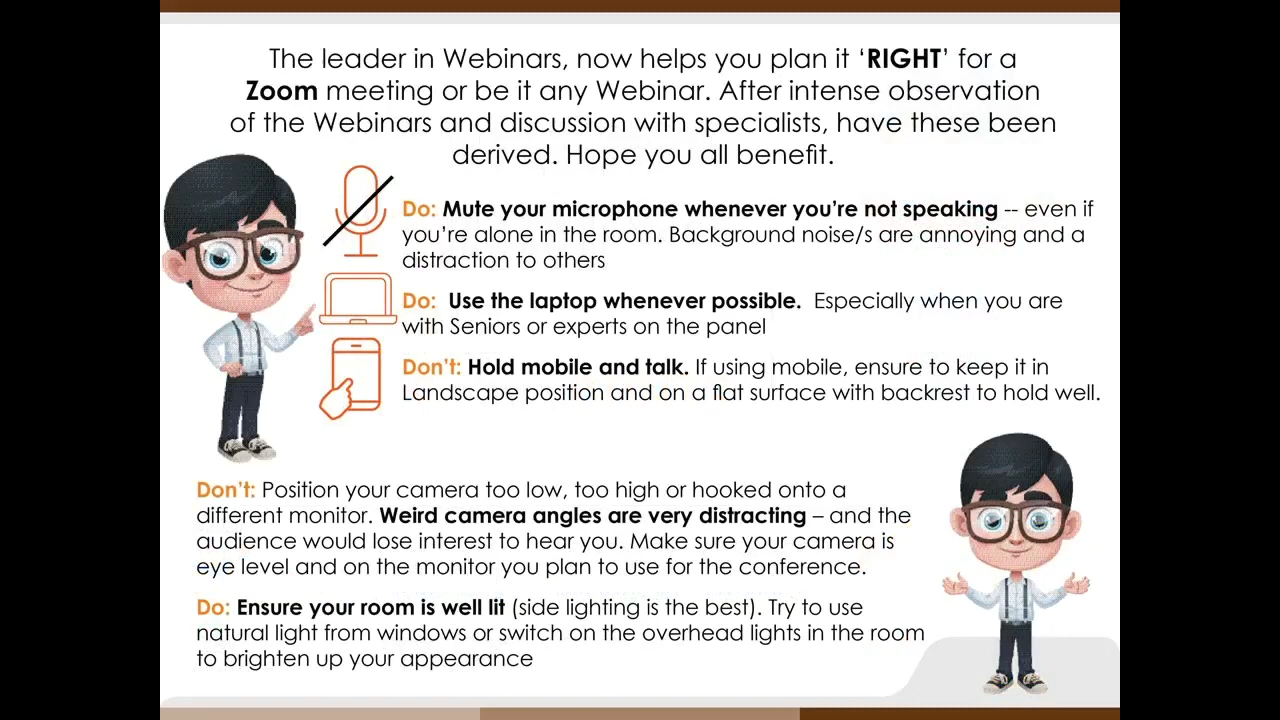 The leader in Webinars, now helps you plan it ‘RIGHT’ for a
Zoom meeting or be it any Webinar. After intense observation
of the Webinars and discussion with specialists, have these been
derived. Hope you all benefit.
Do: Mute your microphone whenever you’re not speaking -- even if
you’re alone in the room. Background noise/s are annoying and a
distraction to others
Do: Use the laptop whenever possible. Especially when you are
with Seniors or experts on the panel
Don’t: Hold mobile and talk. If using mobile, ensure to keep it in
Landscape position and on a flat surface with backrest to hold well.
Don’t: Position your camera too low, too high or hooked onto a
different monitor. Weird camera angles are very distracting – and the
audience would lose interest to hear you. Make sure your camera is
eye level and on the monitor you plan to use for the conference.
Do: Ensure your room is well lit (side lighting is the best). Try to use
natural light from windows or switch on the overhead lights in the room
to brighten up your appearance